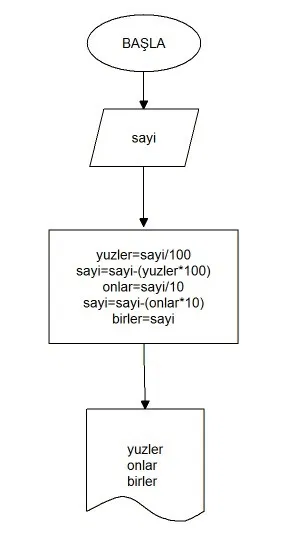 BAŞLA
sayi
yuzler=sayi/100
sayi=sayi-(yuzler*100)
onlar=sayi/10
sayi=sayi-(onlar*10)
birler=sayi
yuzler
onlar
birler